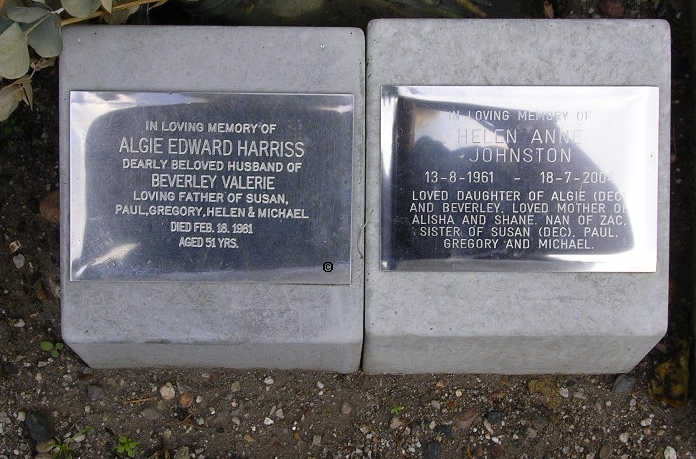 IN LOVING MEMORY OF
ALGIE EDWARD HARRISS
DEARLY BELOVED HUSBAND OF
BEVERLEY VALERIE
LOVING FATHER OF SUSAN,
PAUL, GREGORY, HELEN & MICHAEL
DIED FEB. 16. 1981
AGED 51 YRS.
©
IN LOVING MEMORY OF
HELEN ANNE
JOHNSTON
13-8-1961 - 18-7-200
LOVED DAUGHTER OF ALGIE (DEC)
AND BEVERLEY. LOVED MOTHER OF
ALISHA AND SHANE. NAN OF ZAC.
SISTER OF SUSAN (DEC), PAUL,
GREGORY AND MICHAEL.